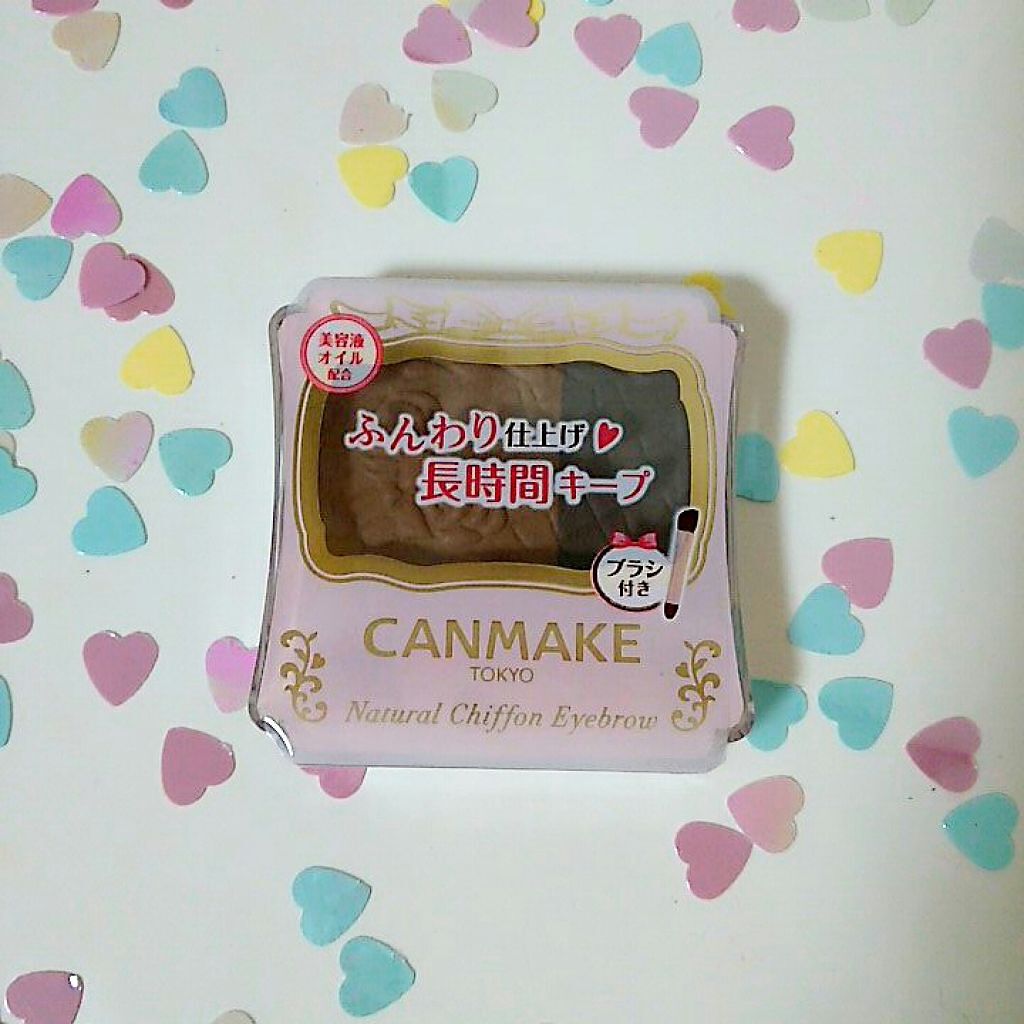 美容液
オイル
配合
ふんわり仕上げ♥
長時間キープ
ブラシ
付き
CANMAKE
TOKYO
Natural Chiffon Eyebrow